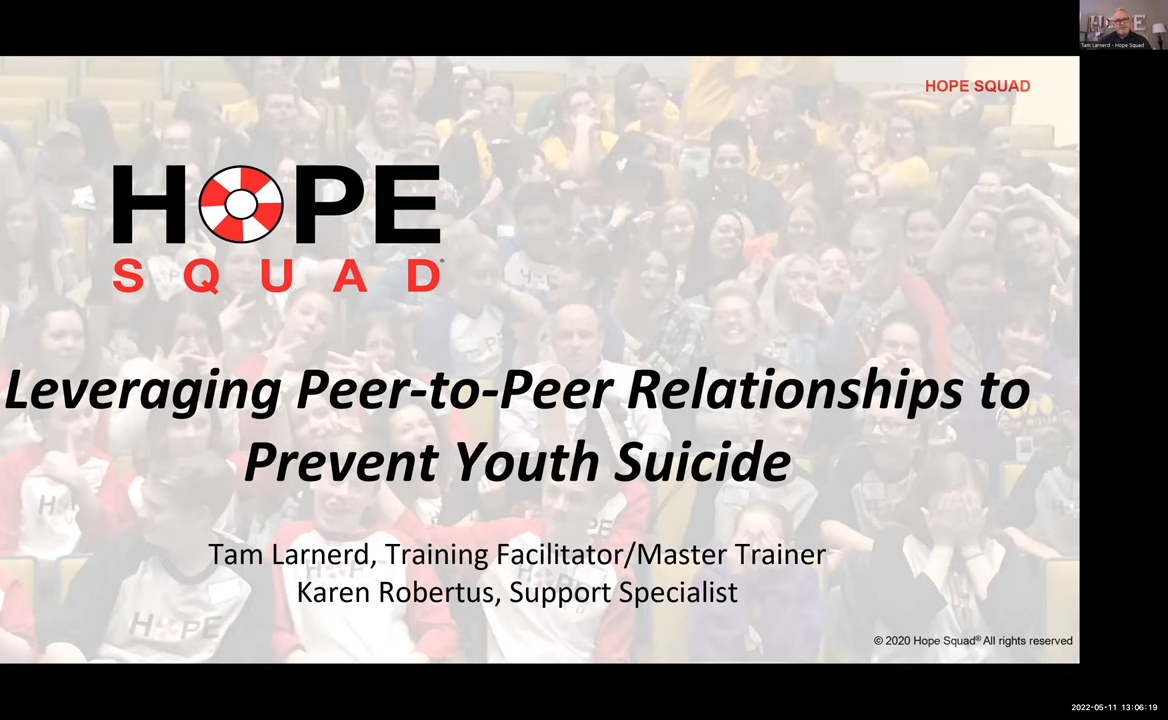 Tam Larnerd - Hope Squad
HOPE SQUAD
HOPE
SQUAD®
Leveraging Peer-to-Peer Relationships to
Prevent Youth Suicide
Tam Larnerd, Training Facilitator/Master Trainer
Karen Robertus, Support Specialist
© 2020 Hope Squad® All rights reserved
2022-05-11 13:06:19